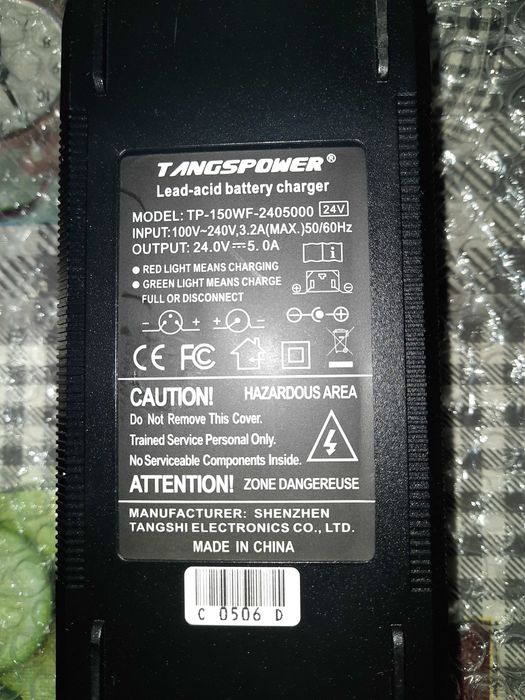 TANGSPOWER®
Lead-acid battery charger
MODEL: TP-150WF-2405000 24V
INPUT:100V~240V,3.2A(MAX.)50/60Hz
OUTPUT: 24.0V⎓5.0A
● RED LIGHT MEANS CHARGING
● GREEN LIGHT MEANS CHARGE
FULL OR DISCONNECT
CE FC
CAUTION! HAZARDOUS AREA
Do Not Remove This Cover.
Trained Service Personal Only.
No Serviceable Components Inside.
ATTENTION! ZONE DANGEREUSE
MANUFACTURER: SHENZHEN
TANGSHI ELECTRONICS CO., LTD.
MADE IN CHINA
C 0506 D